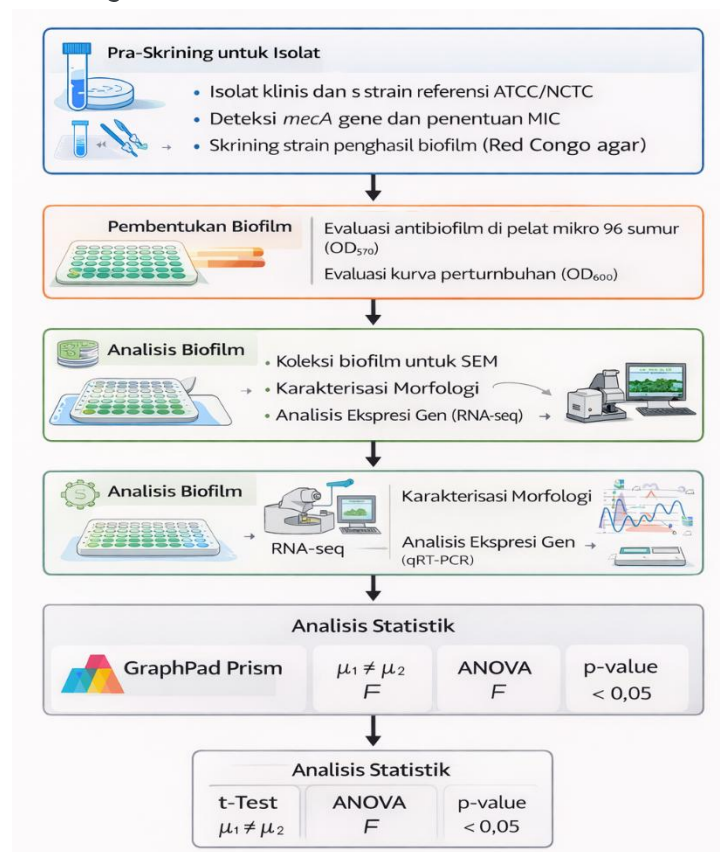 Pra-Skrining untuk Isolat
• Isolat klinis dan s strain referensi ATCC/NCTC
• Deteksi mecA gene dan penentuan MIC
• Skrining strain penghasil biofilm (Red Congo agar)
Pembentukan Biofilm
Evaluasi antibiofilm di pelat mikro 96 sumur
(OD₅₇₀)
Evaluasi kurva perturnbuhan (OD₆₀₀)
Analisis Biofilm
• Koleksi biofilm untuk SEM
• Karakterisasi Morfologi
• Analisis Ekspresi Gen (RNA-seq)
S Analisis Biofilm
RNA-seq
Karakterisasi Morfologi
Analisis Ekspresi Gen
(qRT-PCR)
Analisis Statistik
GraphPad Prism
μ₁ ≠ μ₂
F
ANOVA
F
p-value
< 0,05
Analisis Statistik
t-Test
μ₁ ≠ μ₂
ANOVA
F
p-value
< 0,05